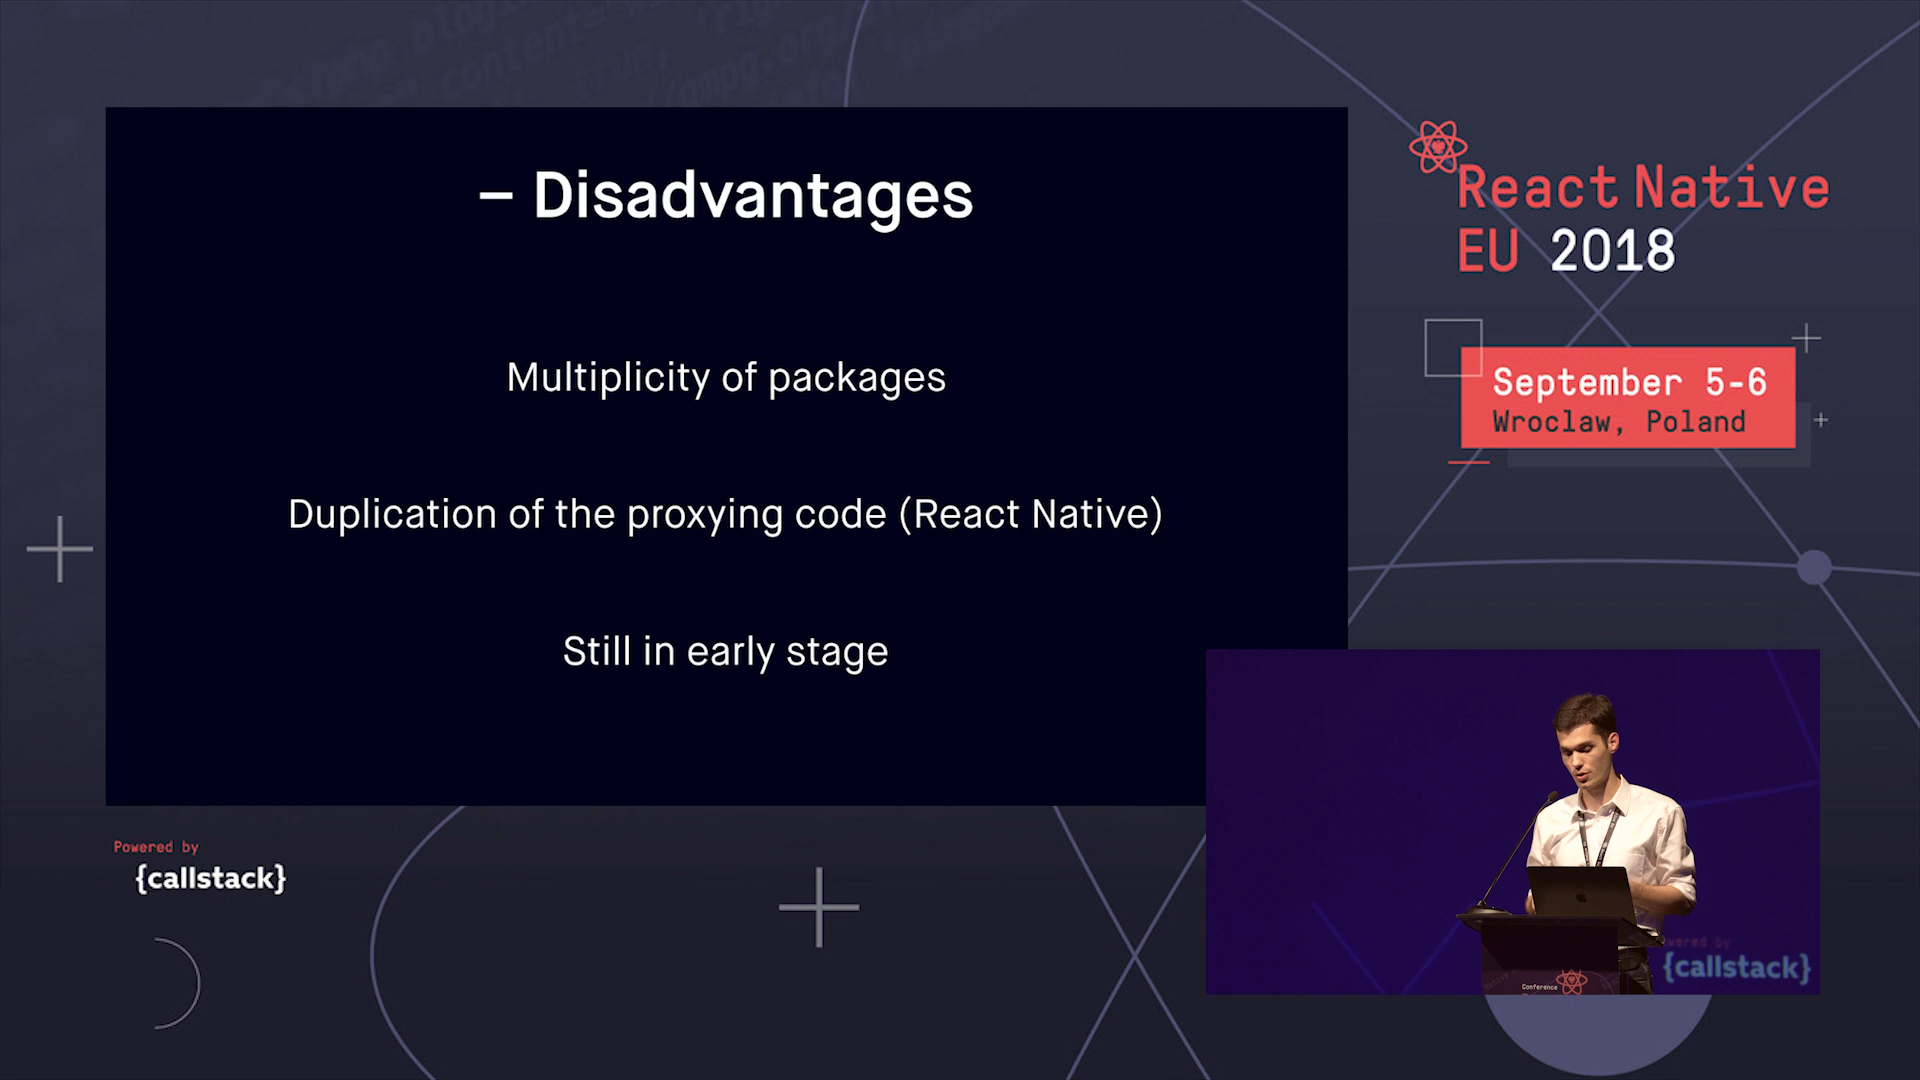 – Disadvantages
Multiplicity of packages
Duplication of the proxying code (React Native)
Still in early stage
React Native
EU 2018
September 5-6
Wroclaw, Poland
Powered by
{callstack}
{callstack}
Conference